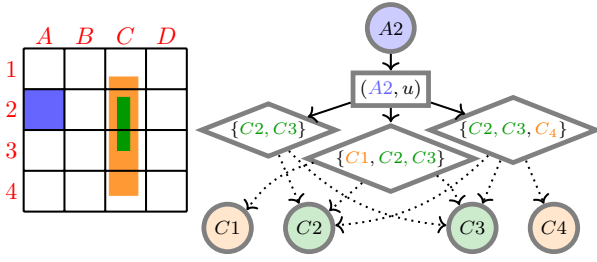 A B C D
1
2
3
4
A2
(A2, u)
{C2, C3}
{C1, C2, C3}
{C2, C3, C₄}
C1 C2 C3 C4